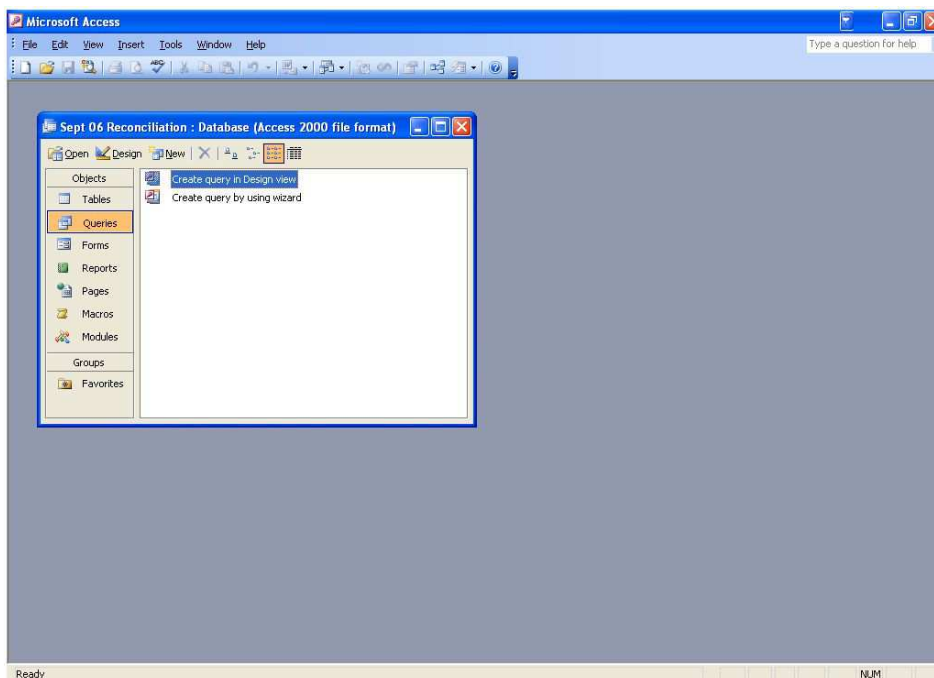 Microsoft Access
File Edit View Insert Tools Window Help
Type a question for help
Sept 06 Reconciliation : Database (Access 2000 file format)
Open Design New
Objects
Tables
Queries
Forms
Reports
Pages
Macros
Modules
Groups
Favorites
Create query in Design view
Create query by using wizard
Ready
NUM